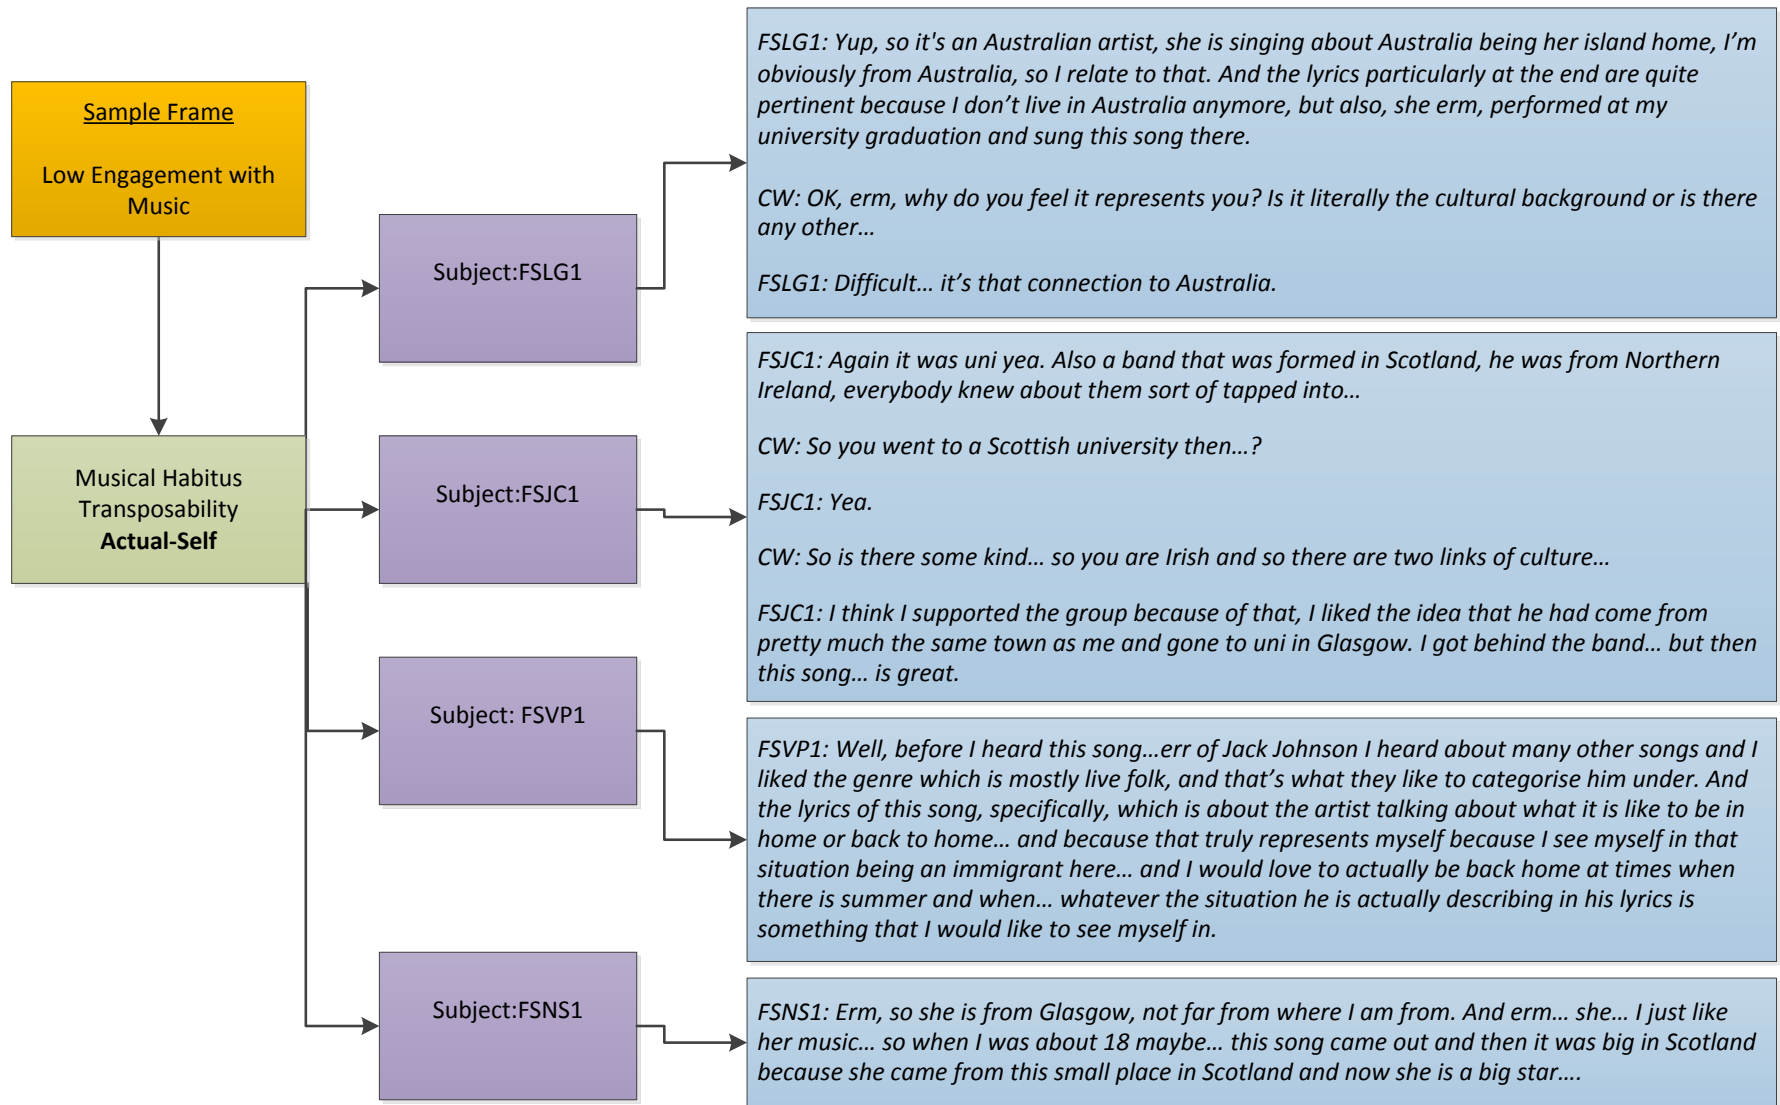 Sample Frame
Low Engagement with
Music
Musical Habitus
Transposability
Actual-Self
Subject:FSLG1
FSLG1: Yup, so it's an Australian artist, she is singing about Australia being her island home, I’m
obviously from Australia, so I relate to that. And the lyrics particularly at the end are quite
pertinent because I don’t live in Australia anymore, but also, she erm, performed at my
university graduation and sung this song there.
CW: OK, erm, why do you feel it represents you? Is it literally the cultural background or is there
any other…
FSLG1: Difficult… it’s that connection to Australia.
Subject:FSJC1
FSJC1: Again it was uni yea. Also a band that was formed in Scotland, he was from Northern
Ireland, everybody knew about them sort of tapped into…
CW: So you went to a Scottish university then…?
FSJC1: Yea.
CW: So is there some kind… so you are Irish and so there are two links of culture…
FSJC1: I think I supported the group because of that, I liked the idea that he had come from
pretty much the same town as me and gone to uni in Glasgow. I got behind the band… but then
this song… is great.
Subject: FSVP1
FSVP1: Well, before I heard this song…err of Jack Johnson I heard about many other songs and I
liked the genre which is mostly live folk, and that’s what they like to categorise him under. And
the lyrics of this song, specifically, which is about the artist talking about what it is like to be in
home or back to home… and because that truly represents myself because I see myself in that
situation being an immigrant here… and I would love to actually be back home at times when
there is summer and when… whatever the situation he is actually describing in his lyrics is
something that I would like to see myself in.
Subject:FSNS1
FSNS1: Erm, so she is from Glasgow, not far from where I am from. And erm… she… I just like
her music… so when I was about 18 maybe… this song came out and then it was big in Scotland
because she came from this small place in Scotland and now she is a big star….